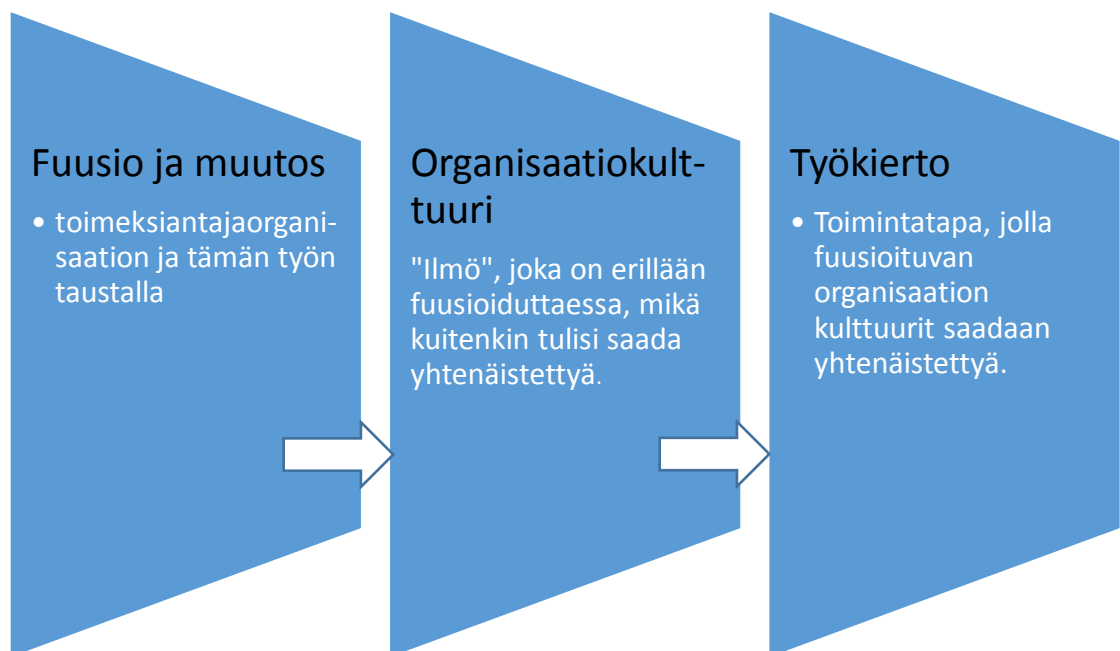 Fuusio ja muutos
• toimeksiantajaorgani-
saation ja tämän työn
taustalla
Organisaatiokult-
tuuri
"Ilmö", joka on erillään
fuusioiduttaessa, mikä
kuitenkin tulisi saada
yhtenäistettyä.
Työkierto
• Toimintatapa, jolla
fuusioituvan
organisaation
kulttuurit saadaan
yhtenäistettyä.